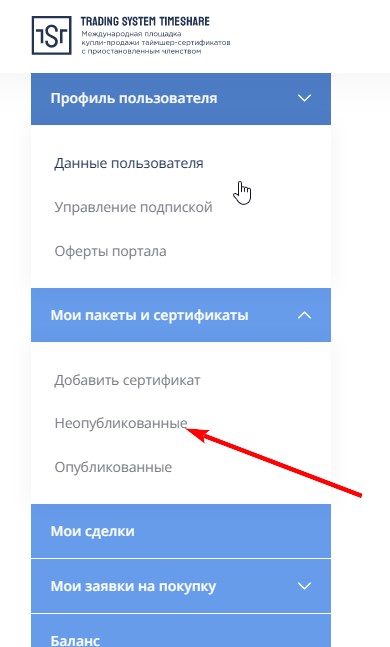 TST
TRADING SYSTEM TIMESHARE
Международная площадка
купли-продажи таймшер-сертификатов
с приостановленным членством
Профиль пользователя
Данные пользователя
Управление подпиской
Оферты портала
Мои пакеты и сертификаты
Добавить сертификат
Неопубликованные
Опубликованные
Мои сделки
Мои заявки на покупку
Баланс